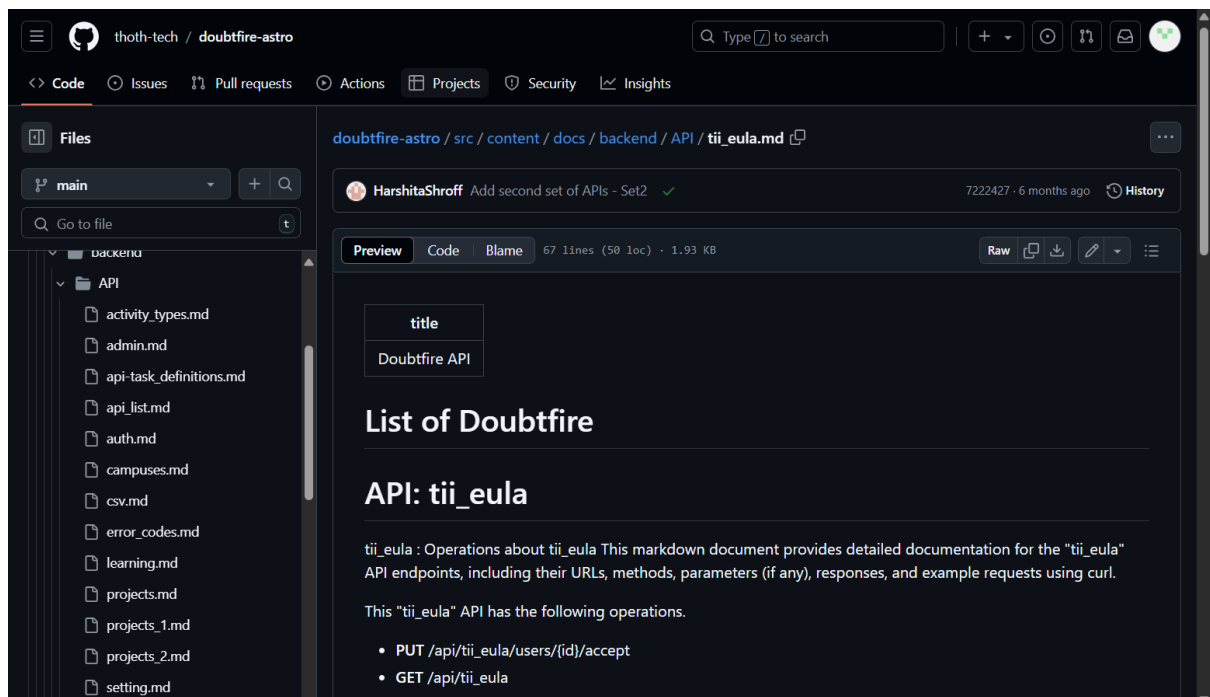 thoth-tech / doubtfire-astro
Type / to search
Code
Issues
Pull requests
Actions
Projects
Security
Insights
Files
main
Go to file
t
backend
API
activity_types.md
admin.md
api-task_definitions.md
api_list.md
auth.md
campuses.md
csv.md
error_codes.md
learning.md
projects.md
projects_1.md
projects_2.md
setting.md
doubtfire-astro / src / content / docs / backend / API / tii_eula.md
HarshitaShroff Add second set of APIs - Set2
7222427 · 6 months ago
History
Preview
Code
Blame
67 lines (50 loc) · 1.93 KB
Raw
title
Doubtfire API
List of Doubtfire
API: tii_eula
tii_eula : Operations about tii_eula This markdown document provides detailed documentation for the "tii_eula"
API endpoints, including their URLs, methods, parameters (if any), responses, and example requests using curl.
This "tii_eula" API has the following operations.
• PUT /api/tii_eula/users/{id}/accept
• GET /api/tii_eula